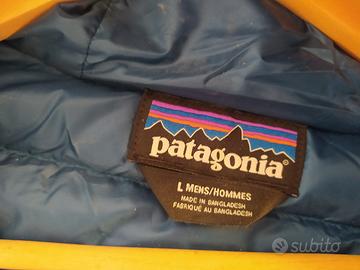 patagonia®
L MENS/HOMMES
MADE IN BANGLADESH
FABRIQUÉ AU BANGLADESH
subito